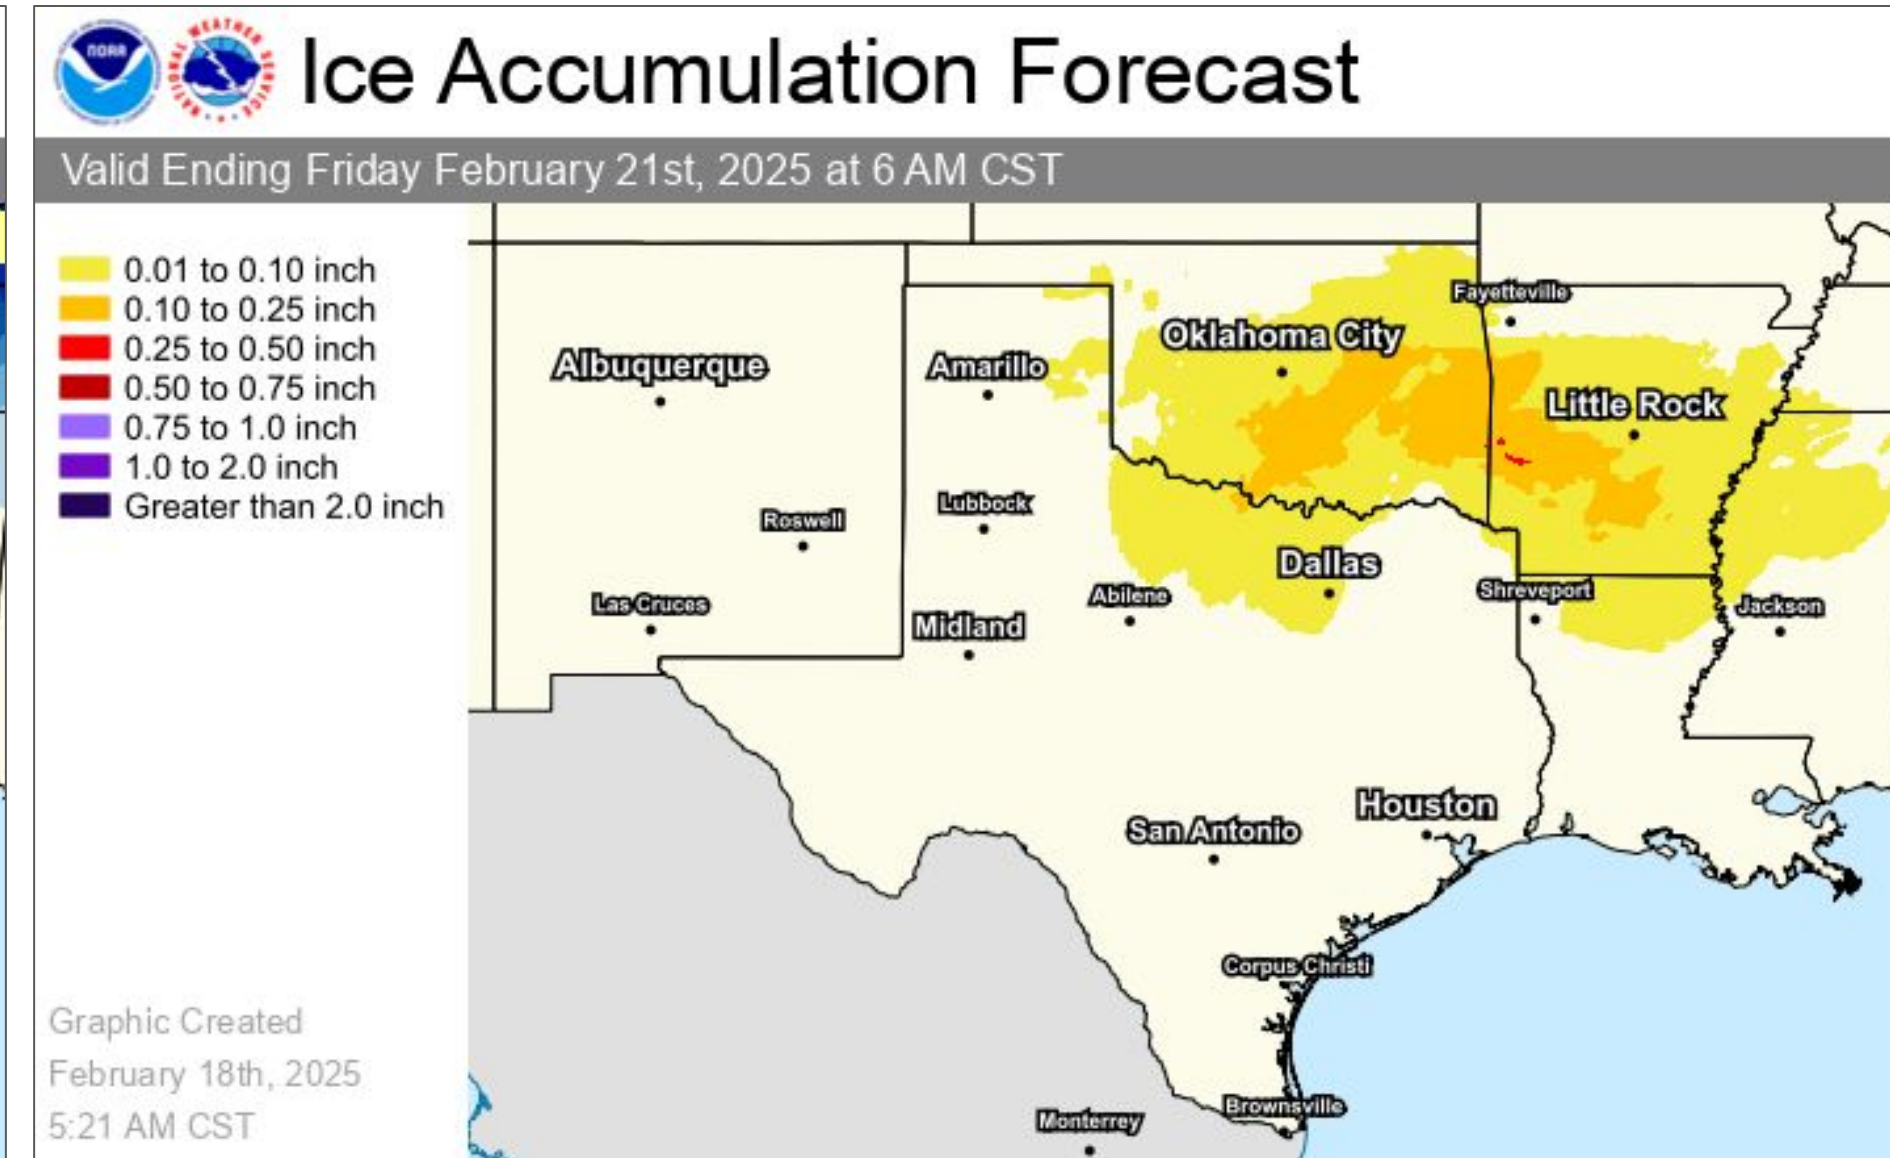 NOAA
NATIONAL WEATHER SERVICE
Ice Accumulation Forecast
Valid Ending Friday February 21st, 2025 at 6 AM CST
0.01 to 0.10 inch
0.10 to 0.25 inch
0.25 to 0.50 inch
0.50 to 0.75 inch
0.75 to 1.0 inch
1.0 to 2.0 inch
Greater than 2.0 inch
Fayetteville
Oklahoma City
Albuquerque
Amarillo
Little Rock
Lubbock
Roswell
Dallas
Shreveport
Abilene
Las Cruces
Jackson
Midland
Houston
San Antonio
Corpus Christi
Brownsville
Monterrey
Graphic Created
February 18th, 2025
5:21 AM CST